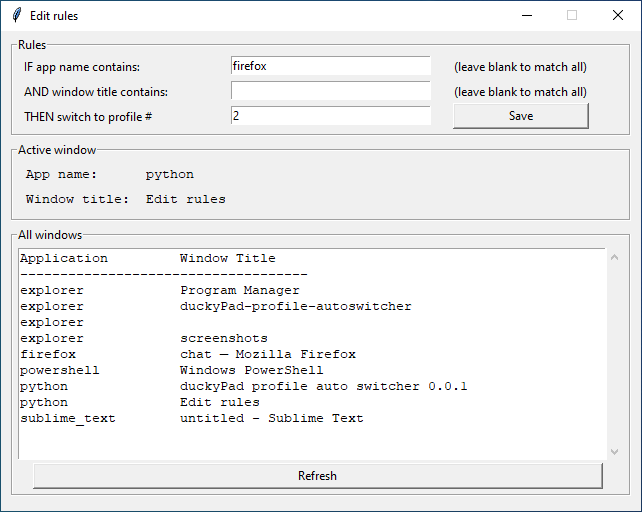 Edit rules
Rules
IF app name contains: firefox (leave blank to match all)
AND window title contains: (leave blank to match all)
THEN switch to profile # 2 Save
Active window
App name: python
Window title: Edit rules
All windows
Application Window Title
------------------------------------
explorer Program Manager
explorer duckyPad-profile-autoswitcher
explorer
explorer screenshots
firefox chat — Mozilla Firefox
powershell Windows PowerShell
python duckyPad profile auto switcher 0.0.1
python Edit rules
sublime_text untitled - Sublime Text
Refresh